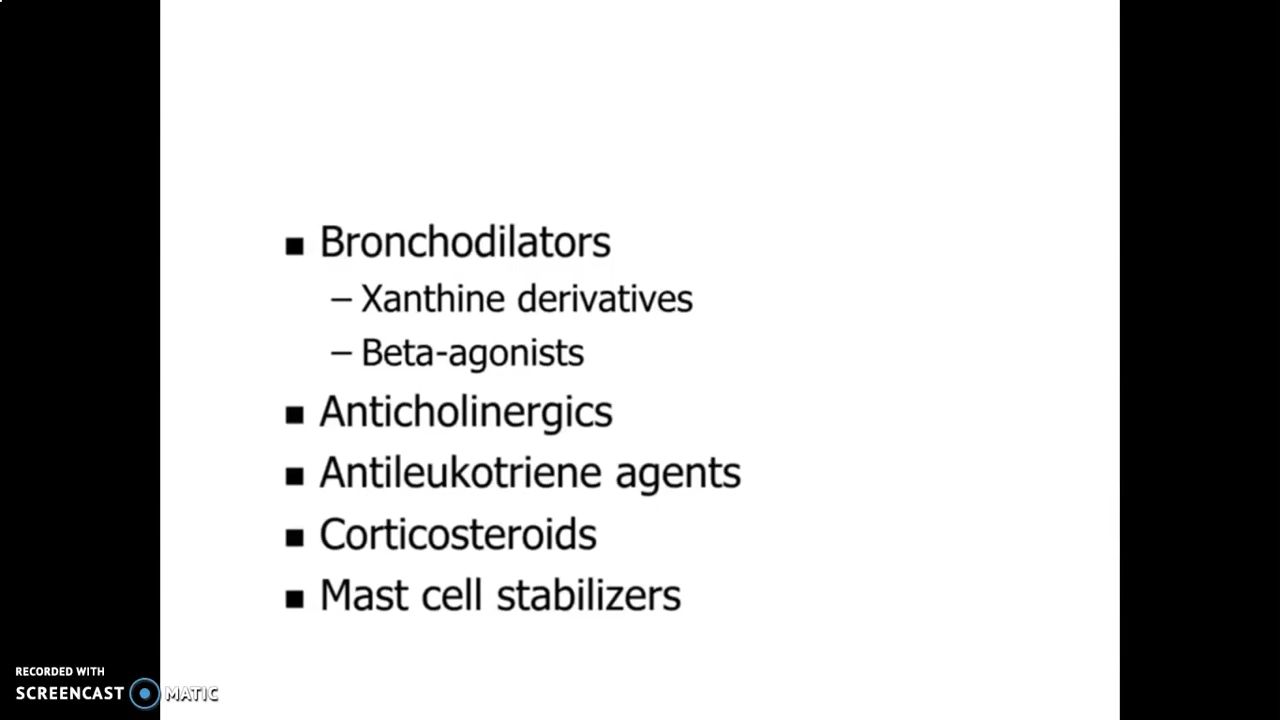 ■ Bronchodilators
– Xanthine derivatives
– Beta-agonists
■ Anticholinergics
■ Antileukotriene agents
■ Corticosteroids
■ Mast cell stabilizers
RECORDED WITH
SCREENCAST MATIC